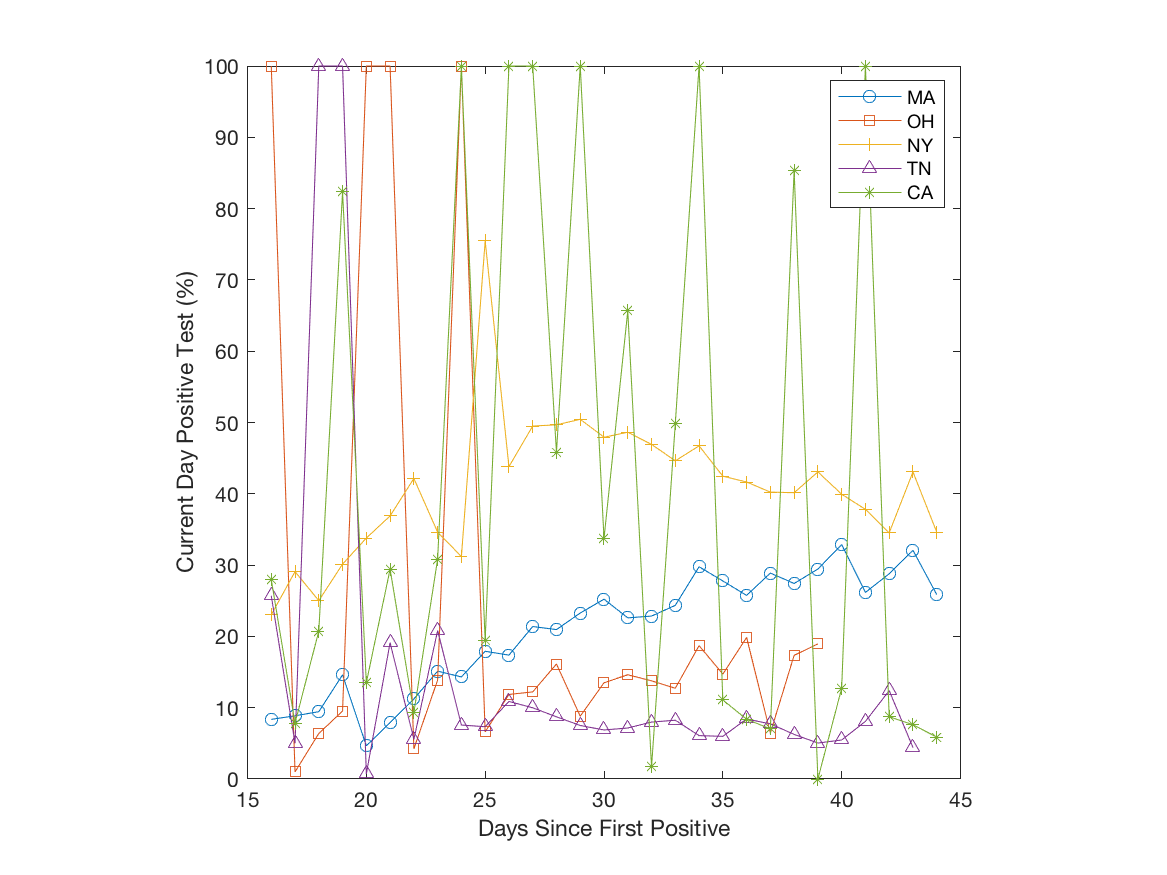 100
90
80
70
60
50
40
30
20
10
0
Current Day Positive Test (%)
MA
OH
NY
TN
CA
15 20 25 30 35 40 45
Days Since First Positive